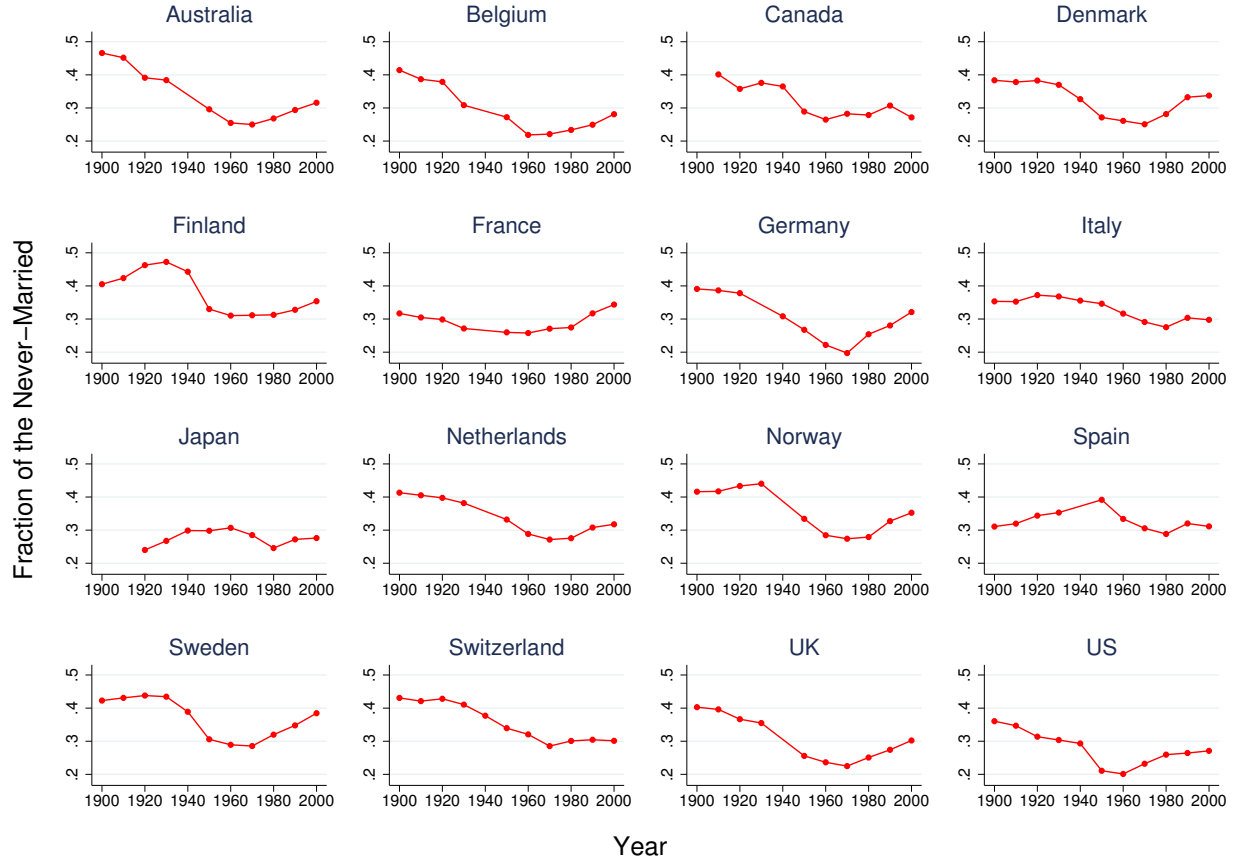 Australia Belgium Canada Denmark
.5 .5 .5 .5
.4 .4 .4 .4
.3 .3 .3 .3
.2 .2 .2 .2
1900 1920 1940 1960 1980 2000 1900 1920 1940 1960 1980 2000 1900 1920 1940 1960 1980 2000 1900 1920 1940 1960 1980 2000
Finland France Germany Italy
.5 .5 .5 .5
.4 .4 .4 .4
.3 .3 .3 .3
.2 .2 .2 .2
1900 1920 1940 1960 1980 2000 1900 1920 1940 1960 1980 2000 1900 1920 1940 1960 1980 2000 1900 1920 1940 1960 1980 2000
Fraction of the Never−Married
Japan Netherlands Norway Spain
.5 .5 .5 .5
.4 .4 .4 .4
.3 .3 .3 .3
.2 .2 .2 .2
1900 1920 1940 1960 1980 2000 1900 1920 1940 1960 1980 2000 1900 1920 1940 1960 1980 2000 1900 1920 1940 1960 1980 2000
Sweden Switzerland UK US
.5 .5 .5 .5
.4 .4 .4 .4
.3 .3 .3 .3
.2 .2 .2 .2
1900 1920 1940 1960 1980 2000 1900 1920 1940 1960 1980 2000 1900 1920 1940 1960 1980 2000 1900 1920 1940 1960 1980 2000
Year